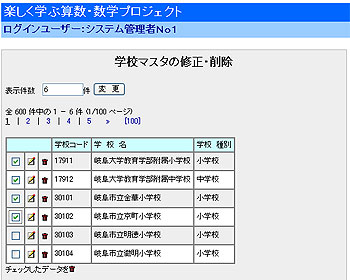 楽しく学ぶ算数・数学プロジェクト
ログインユーザー:システム管理者No1
学校マスタの修正・削除
表示件数 6 件 変 更
全 600 件中の 1 - 6 件 (1/100 ページ)
1 | 2 | 3 | 4 | 5 » [100]
学校コード 学 校 名 学校 種別
17911 岐阜大学教育学部附属小学校 小学校
17912 岐阜大学教育学部附属中学校 中学校
30101 岐阜市立金華小学校 小学校
30102 岐阜市立京町小学校 小学校
30103 岐阜市立明徳小学校 小学校
30104 岐阜市立徹明小学校 小学校
チェックしたデータを